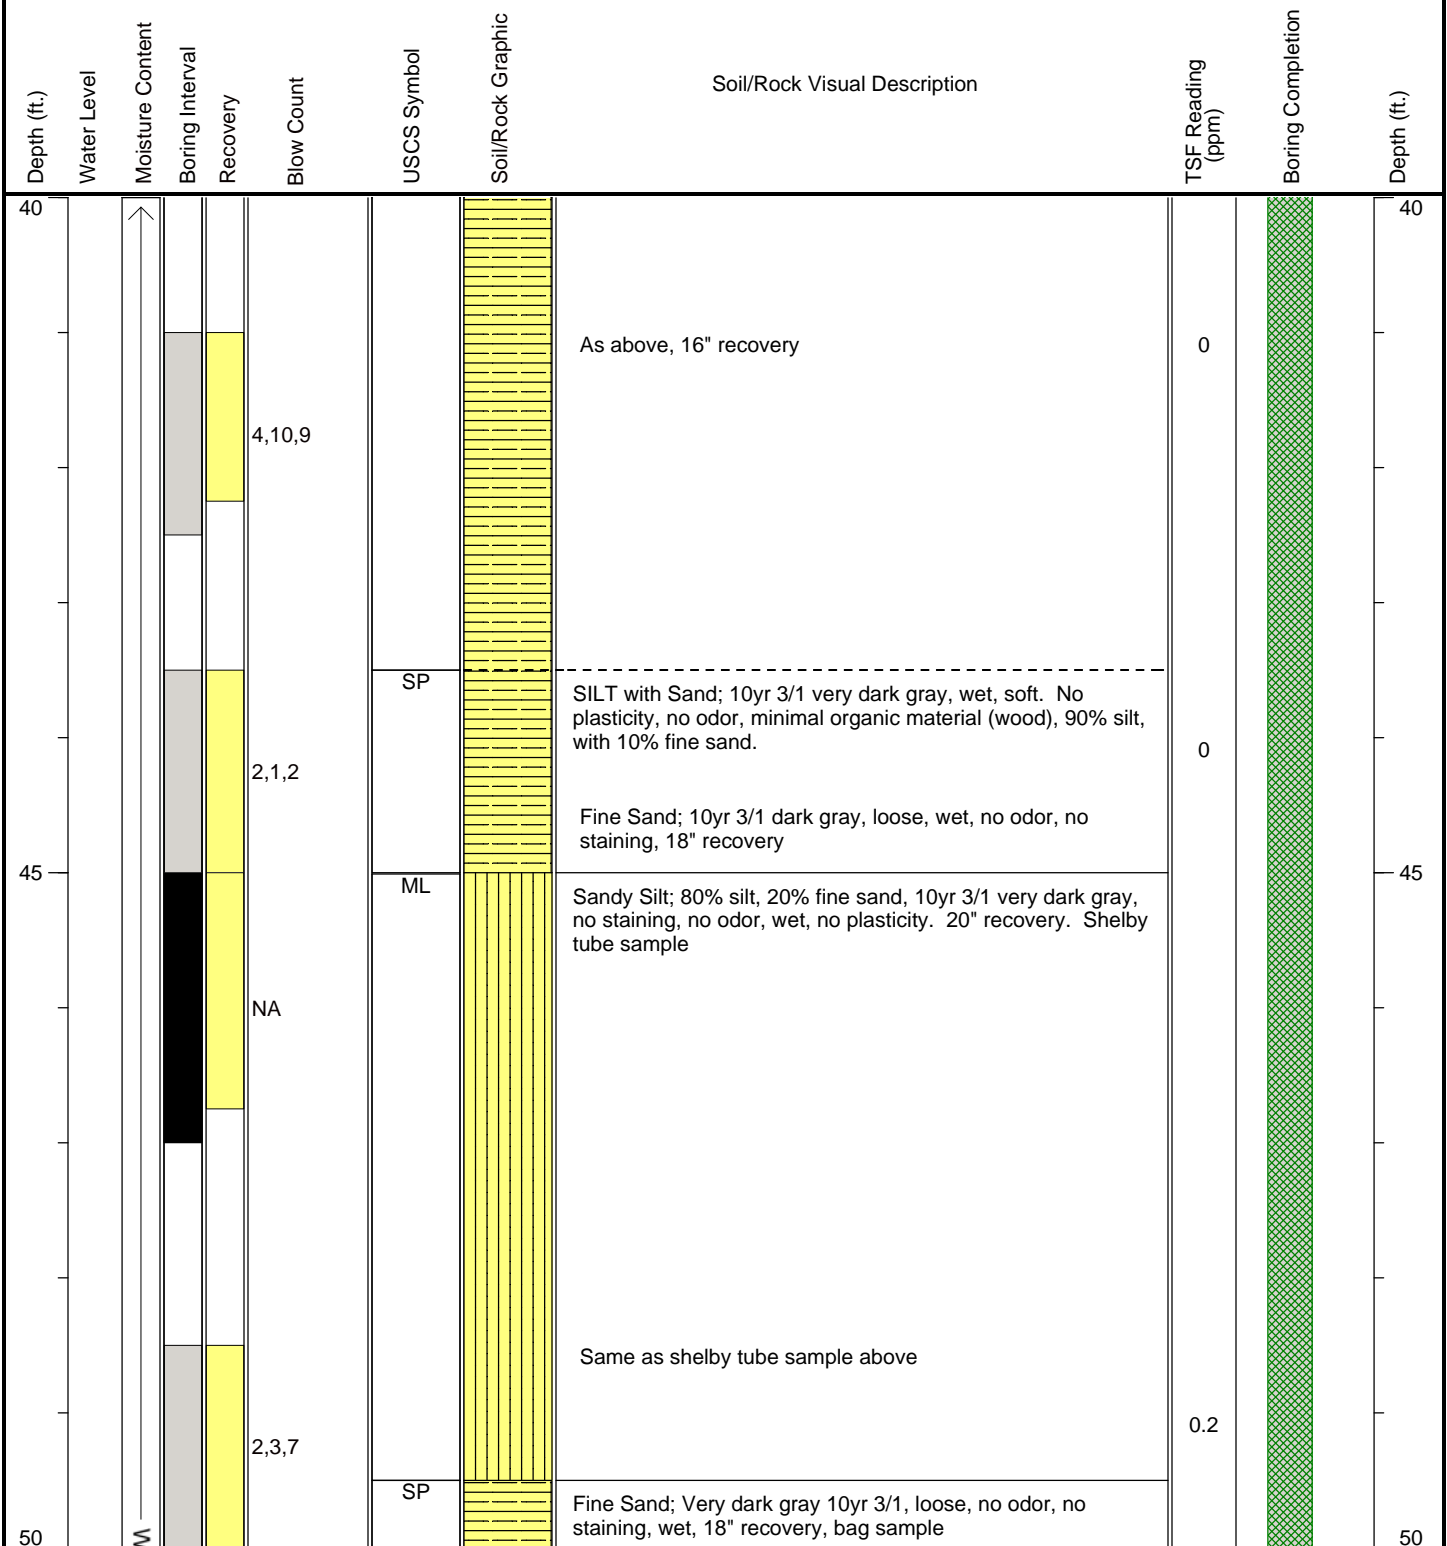 Depth (ft.)
Water Level
Moisture Content
Boring Interval
Recovery
Blow Count
USCS Symbol
Soil/Rock Graphic
Soil/Rock Visual Description
TSF Reading
(ppm)
Boring Completion
Depth (ft.)
40
40
As above, 16" recovery
0
4,10,9
SP
SILT with Sand; 10yr 3/1 very dark gray, wet, soft. No
plasticity, no odor, minimal organic material (wood), 90% silt,
with 10% fine sand.
0
2,1,2
Fine Sand; 10yr 3/1 dark gray, loose, wet, no odor, no
staining, 18" recovery
45
45
ML
Sandy Silt; 80% silt, 20% fine sand, 10yr 3/1 very dark gray,
no staining, no odor, wet, no plasticity. 20" recovery. Shelby
tube sample
NA
Same as shelby tube sample above
0.2
2,3,7
SP
Fine Sand; Very dark gray 10yr 3/1, loose, no odor, no
staining, wet, 18" recovery, bag sample
50
W
50